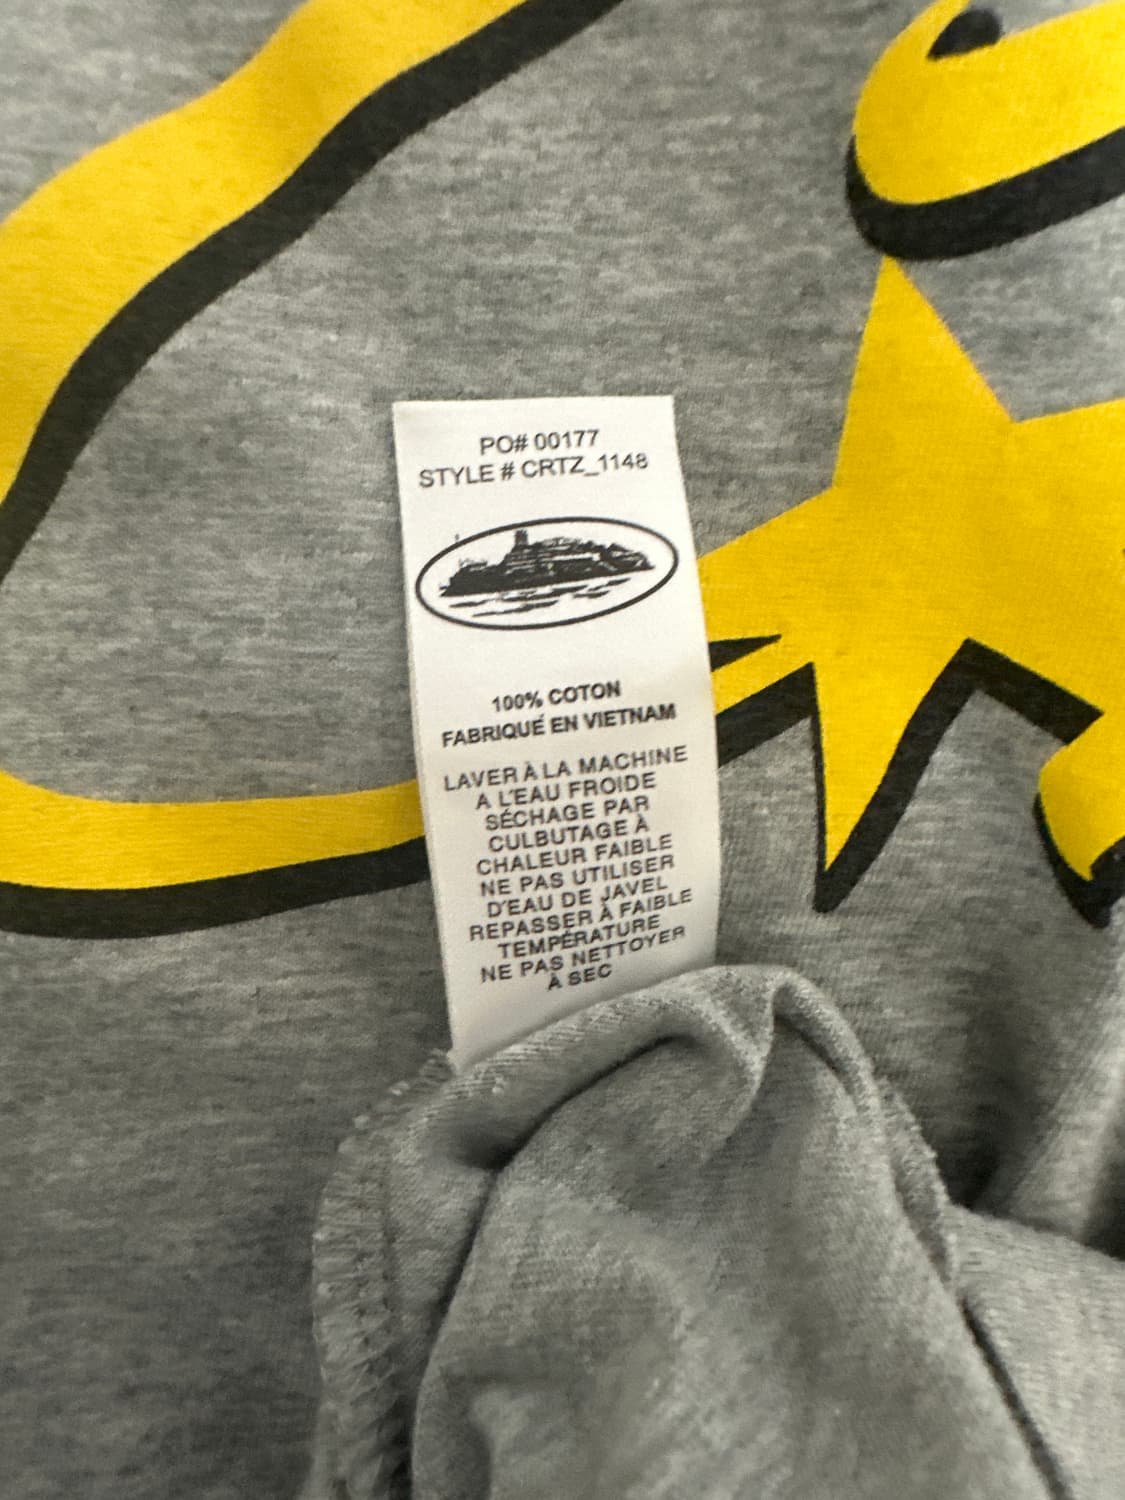 PO# 00177
STYLE # CRTZ_1148
100% COTON
FABRIQUÉ EN VIETNAM
LAVER À LA MACHINE
A L'EAU FROIDE
SÉCHAGE PAR
CULBUTAGE À
CHALEUR FAIBLE
NE PAS UTILISER
D'EAU DE JAVEL
REPASSER À FAIBLE
TEMPÉRATURE
NE PAS NETTOYER
À SEC